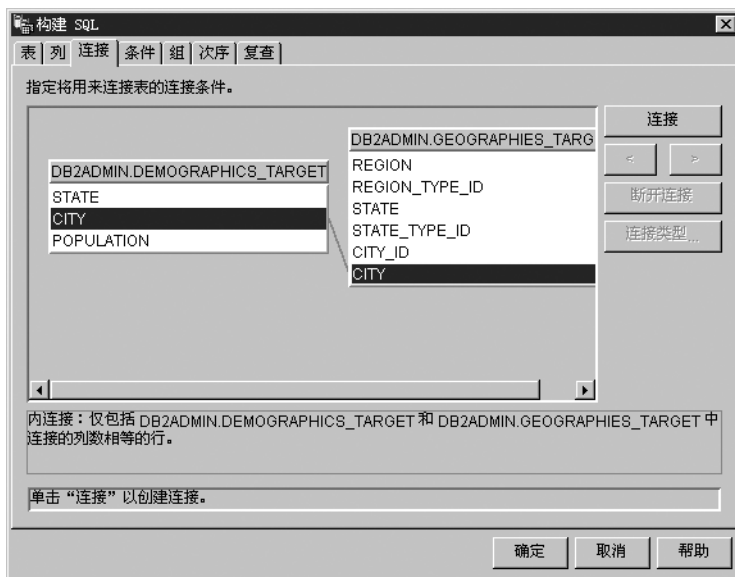 构建 SQL
表 列 连接 条件 组 次序 复查
指定将用来连接表的连接条件。
DB2ADMIN.DEMOGRAPHICS_TARGET
STATE
CITY
POPULATION
DB2ADMIN.GEOGRAPHIES_TARG
REGION
REGION_TYPE_ID
STATE
STATE_TYPE_ID
CITY_ID
CITY
连接
< >
断开连接
连接类型...
内连接：仅包括 DB2ADMIN.DEMOGRAPHICS_TARGET 和 DB2ADMIN.GEOGRAPHIES_TARGET 中
连接的列数相等的行。
单击“连接”以创建连接。
确定 取消 帮助